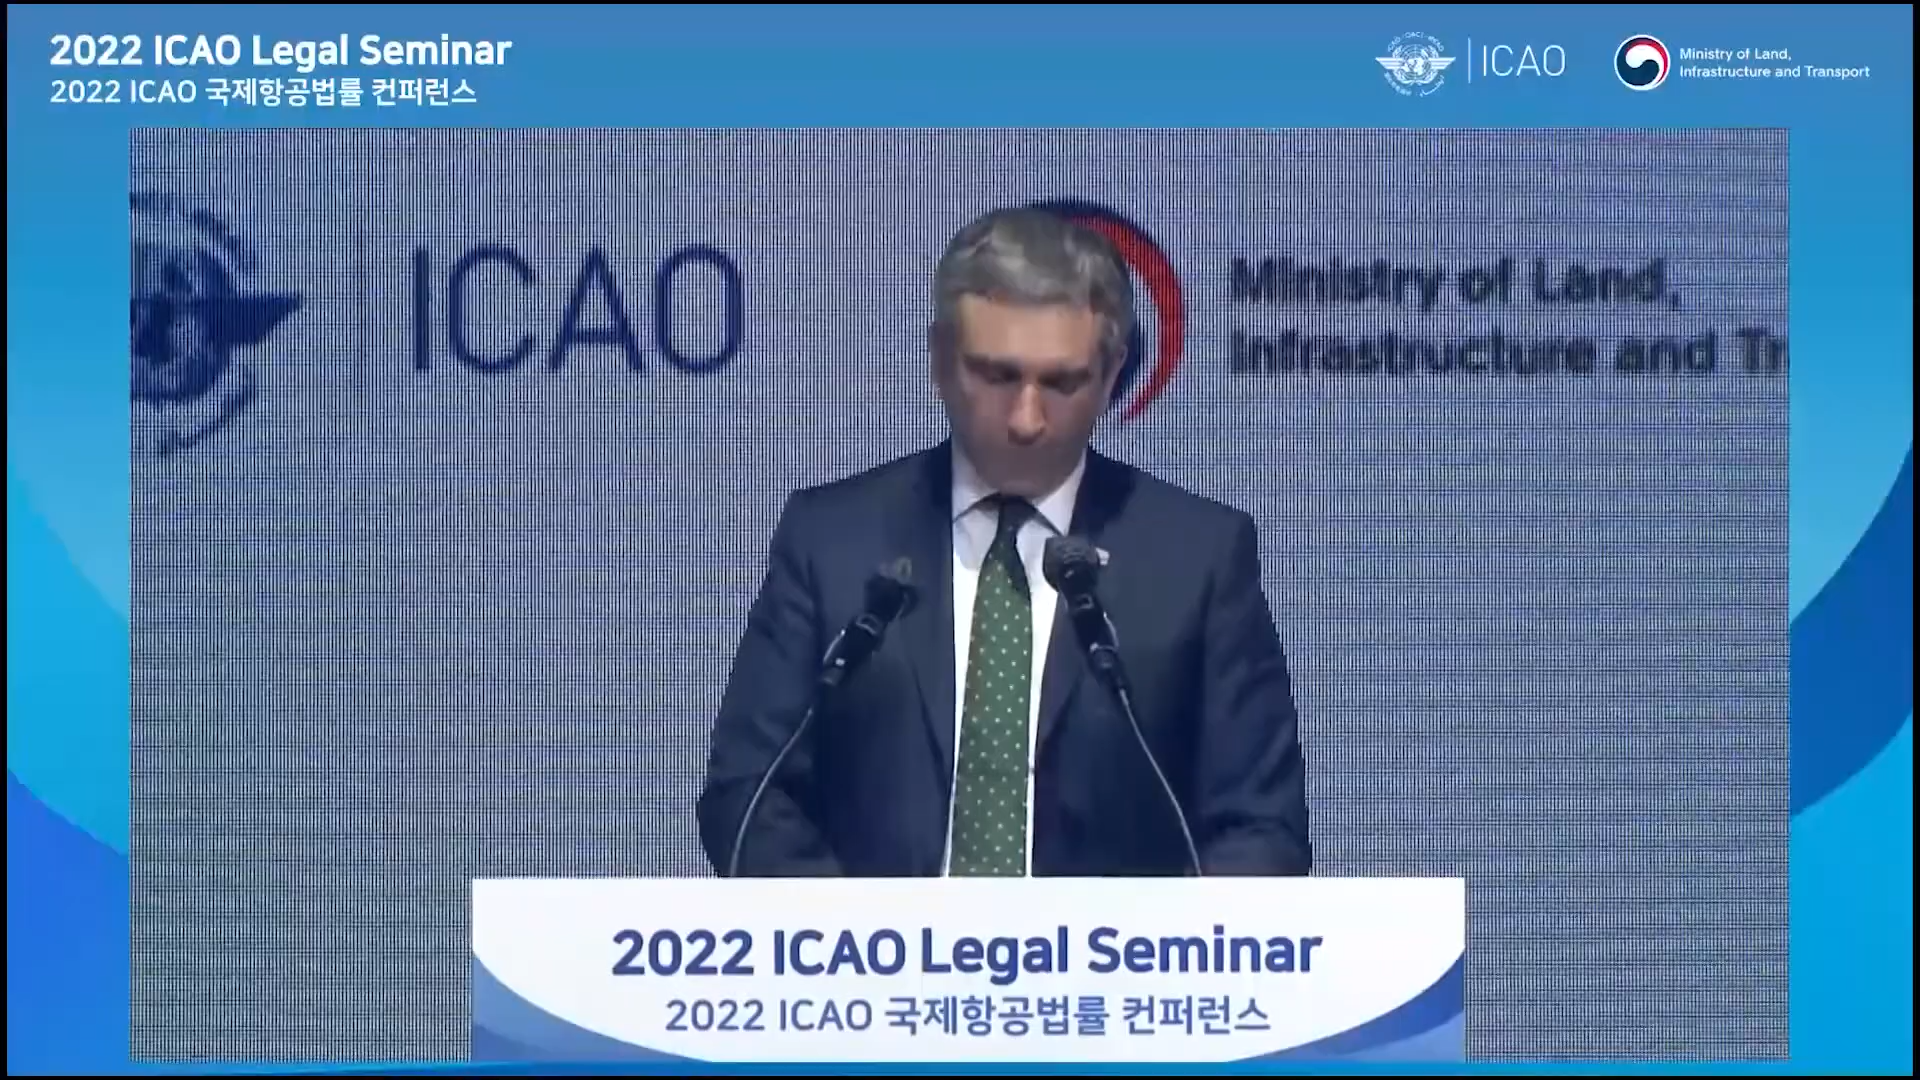 2022 ICAO Legal Seminar
2022 ICAO 국제항공법률 컨퍼런스
ICAO
Ministry of Land,
Infrastructure and Transport
ICAO
Ministry of Land,
Infrastructure and Tr
2022 ICAO Legal Seminar
2022 ICAO 국제항공법률 컨퍼런스